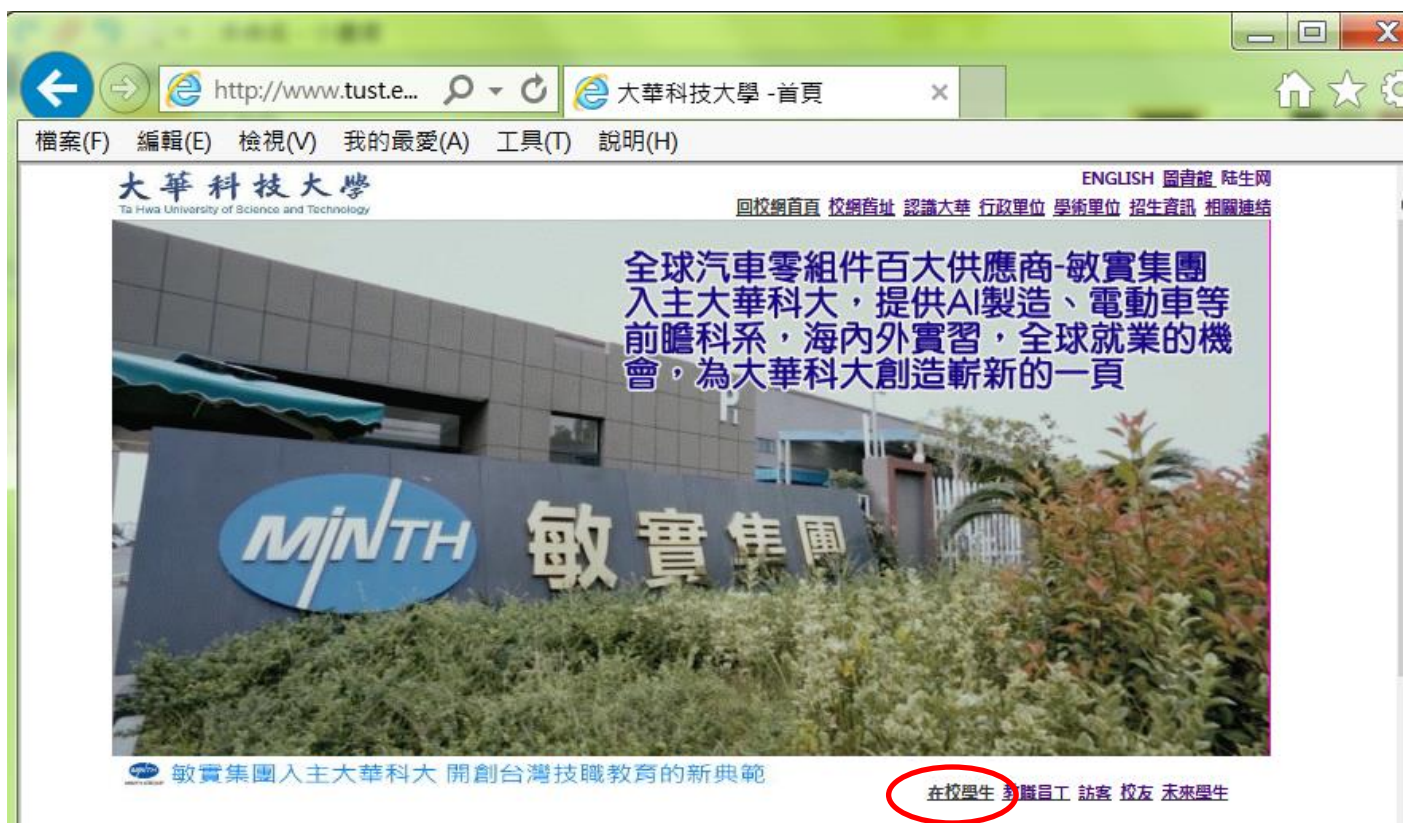 http://www.tust.e...
大華科技大學 -首頁
檔案(F) 編輯(E) 檢視(V) 我的最愛(A) 工具(T) 說明(H)
大華科技大學
Ta Hwa University of Science and Technology
ENGLISH 圖書館 陆生网
回校網首頁 校網舊址 認識大華 行政單位 學術單位 招生資訊 相關連結
全球汽車零組件百大供應商-敏實集團
入主大華科大，提供AI製造、電動車等
前瞻科系，海內外實習，全球就業的機
會，為大華科大創造嶄新的一頁
MINTH 敏實集團
敏實集團入主大華科大 開創台灣技職教育的新典範
在校學生 教職員工 訪客 校友 未來學生